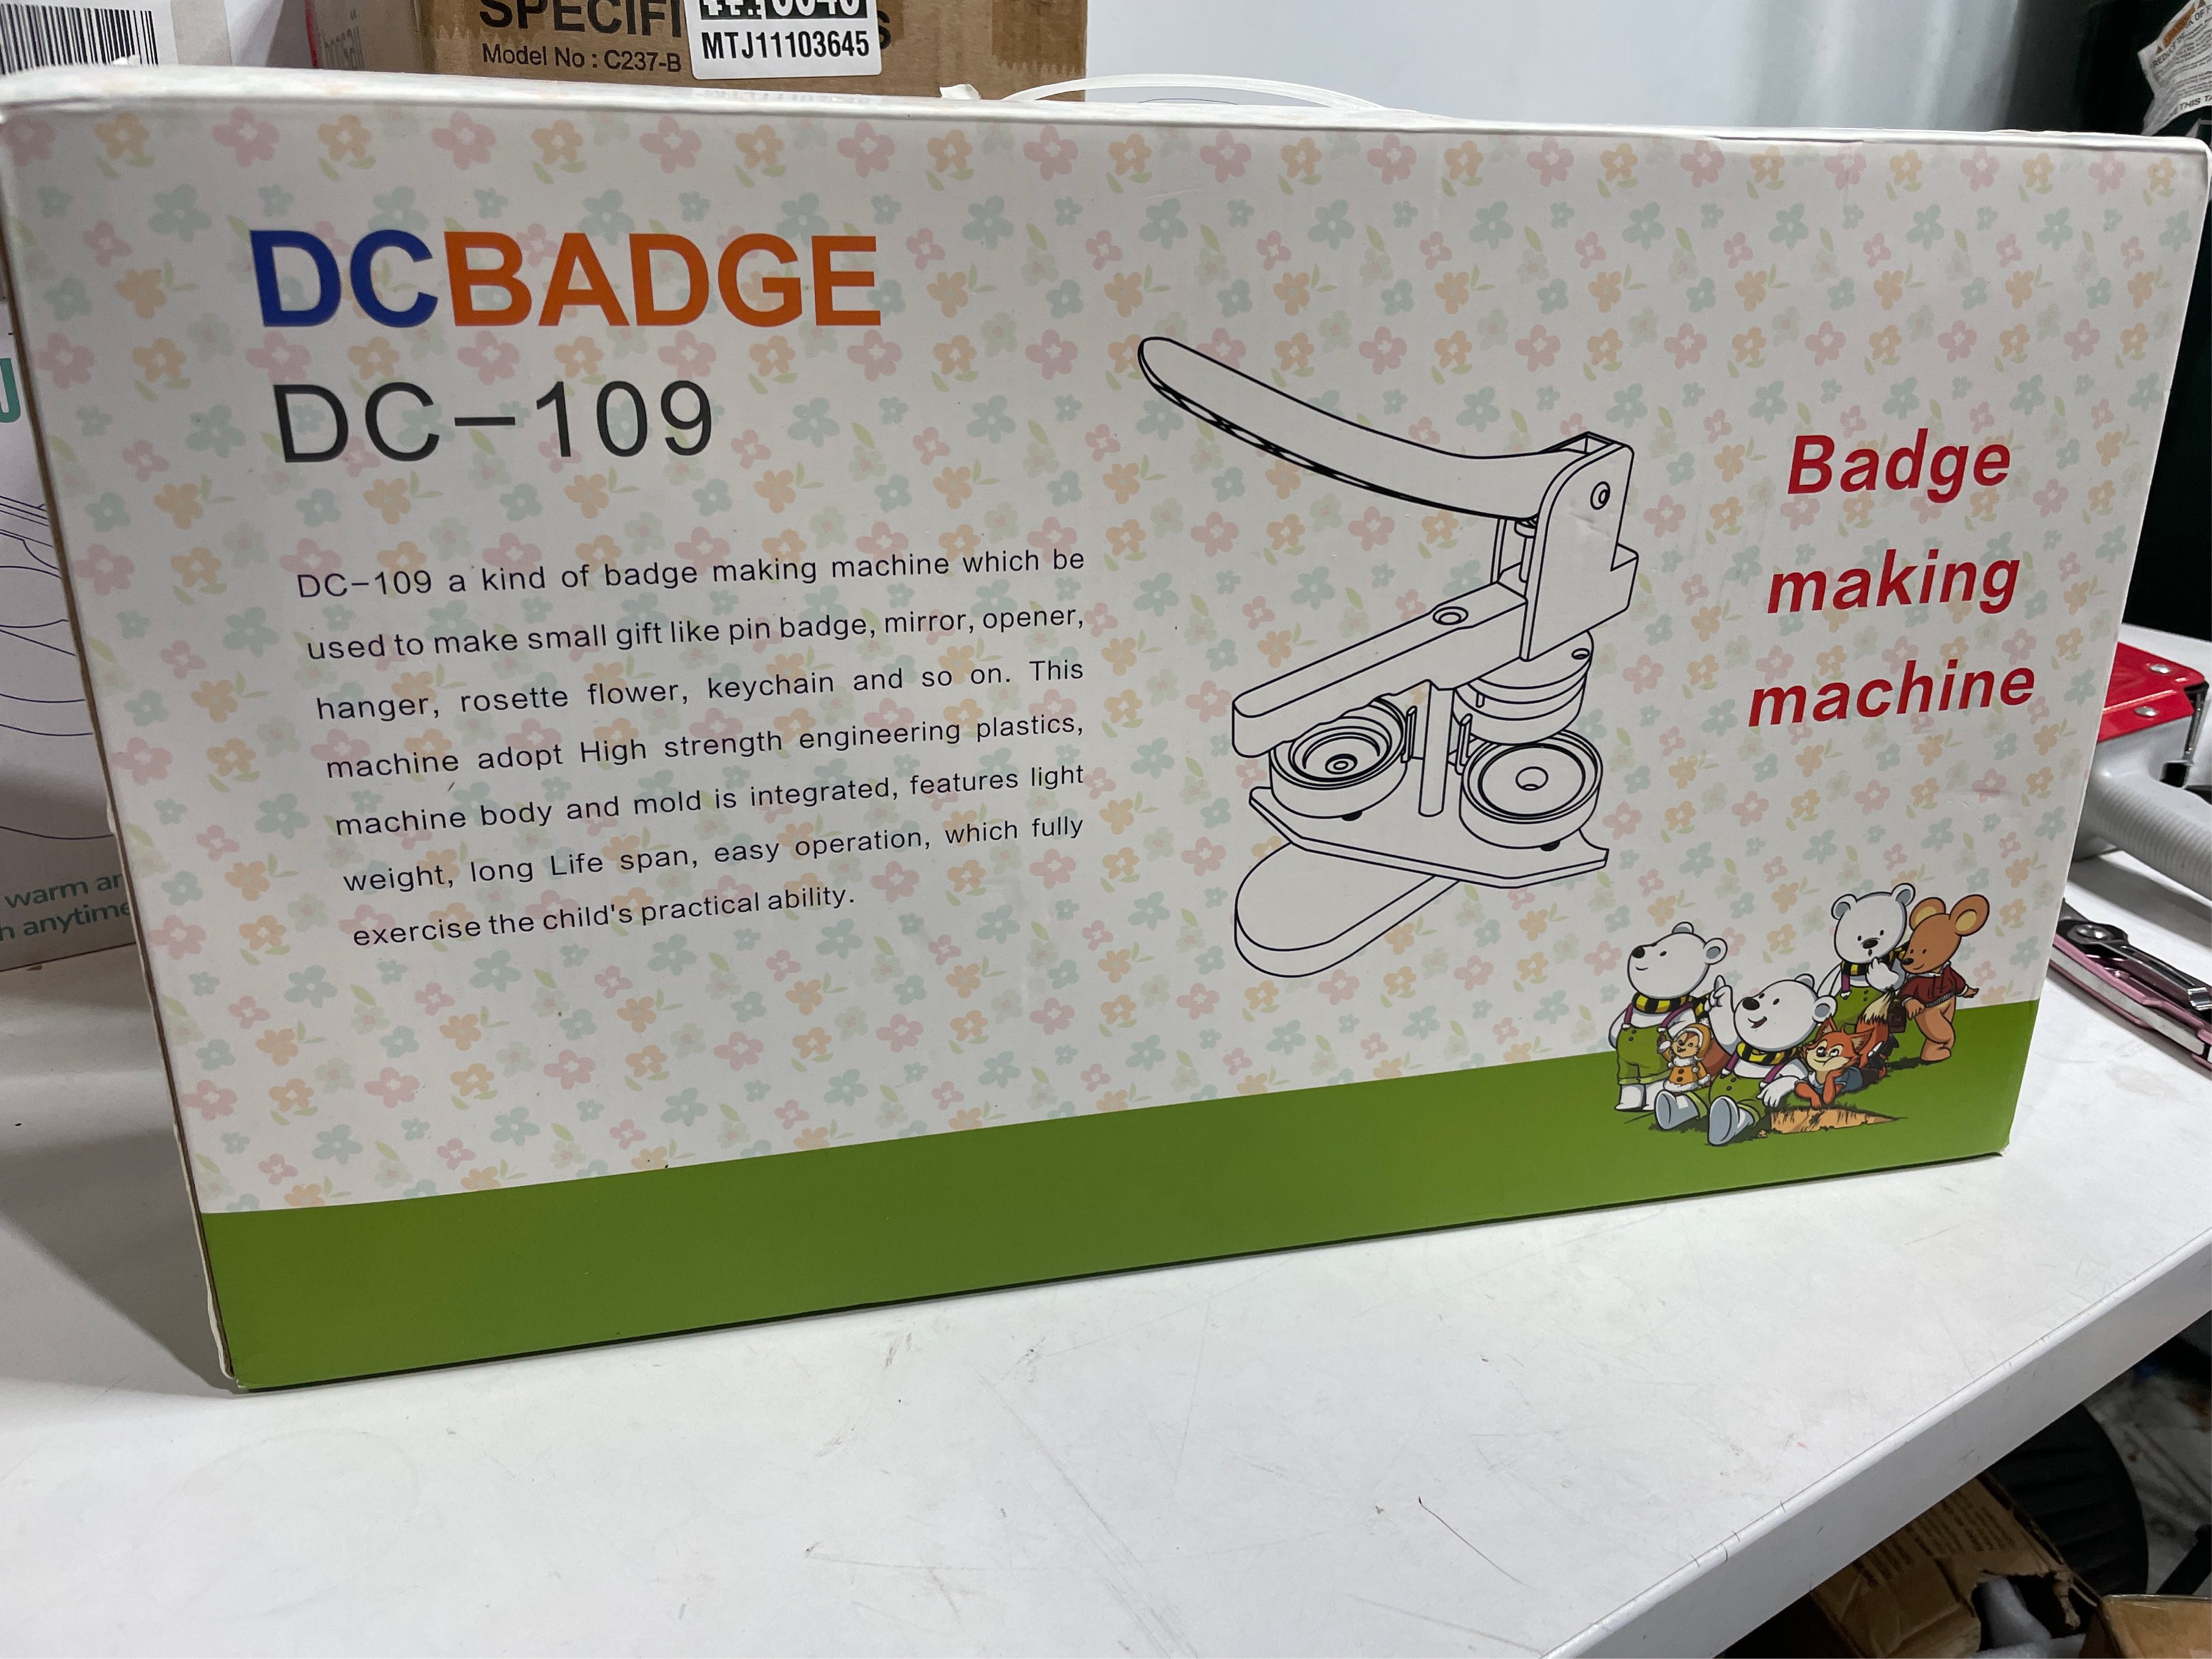 SPECIFI
Model No : C237-B
MTJ11103645
DCBADGE
DC-109
DC-109 a kind of badge making machine which be
used to make small gift like pin badge, mirror, opener,
hanger, rosette flower, keychain and so on. This
machine adopt High strength engineering plastics,
machine body and mold is integrated, features light
weight, long Life span, easy operation, which fully
exercise the child's practical ability.
Badge
making
machine
warm
anytime